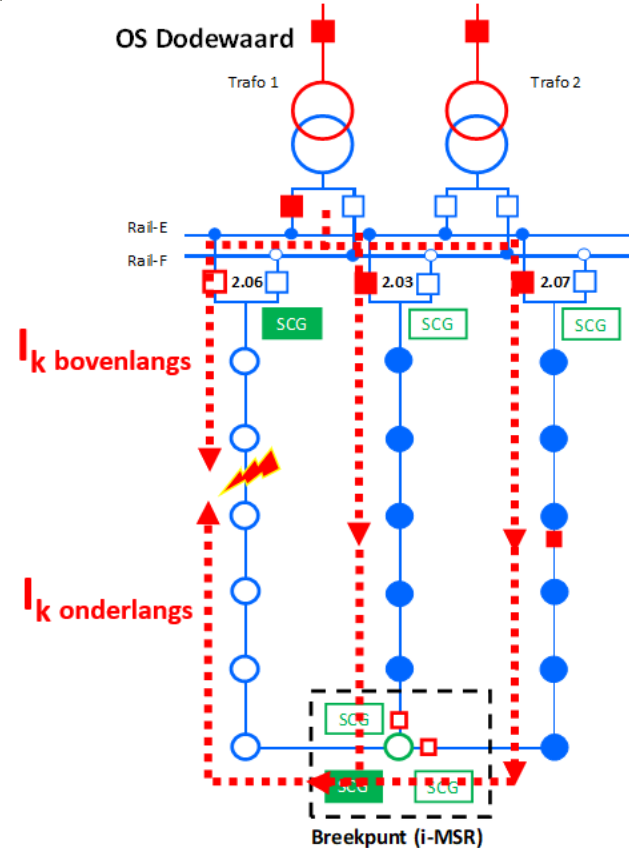 OS Dodewaard
Trafo 1
Trafo 2
Rail-E
Rail-F
2.06
2.03
2.07
SCG
SCG
SCG
Ik bovenlangs
Ik onderlangs
SCG
SCG
SCG
Breekpunt (i-MSR)